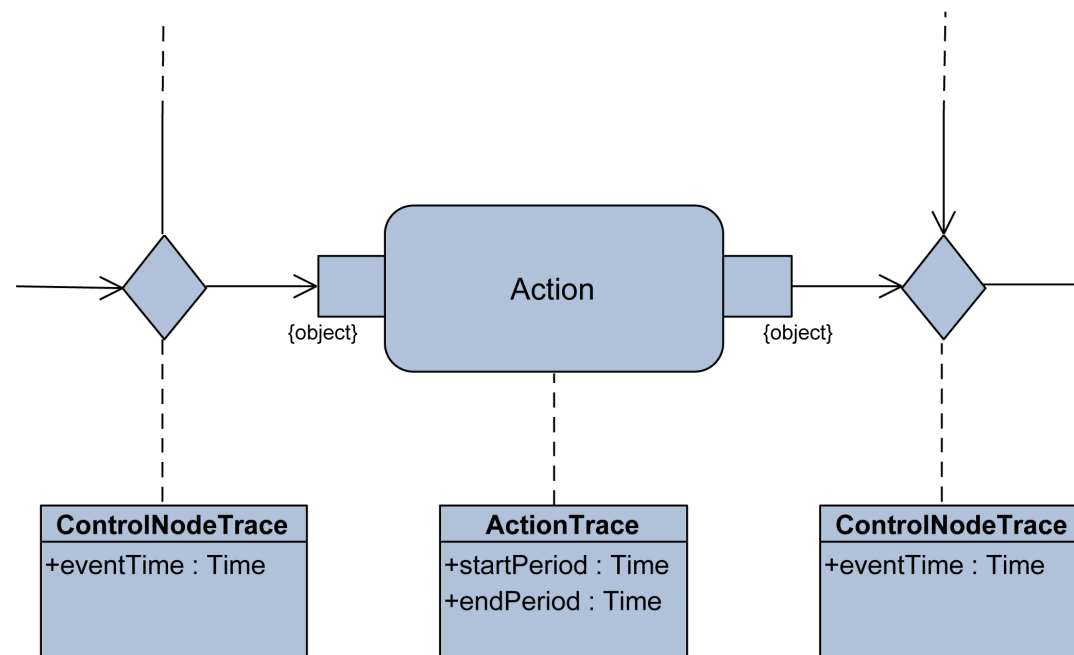 Action
{object}
{object}
ControlNodeTrace
+eventTime : Time
ActionTrace
+startPeriod : Time
+endPeriod : Time
ControlNodeTrace
+eventTime : Time